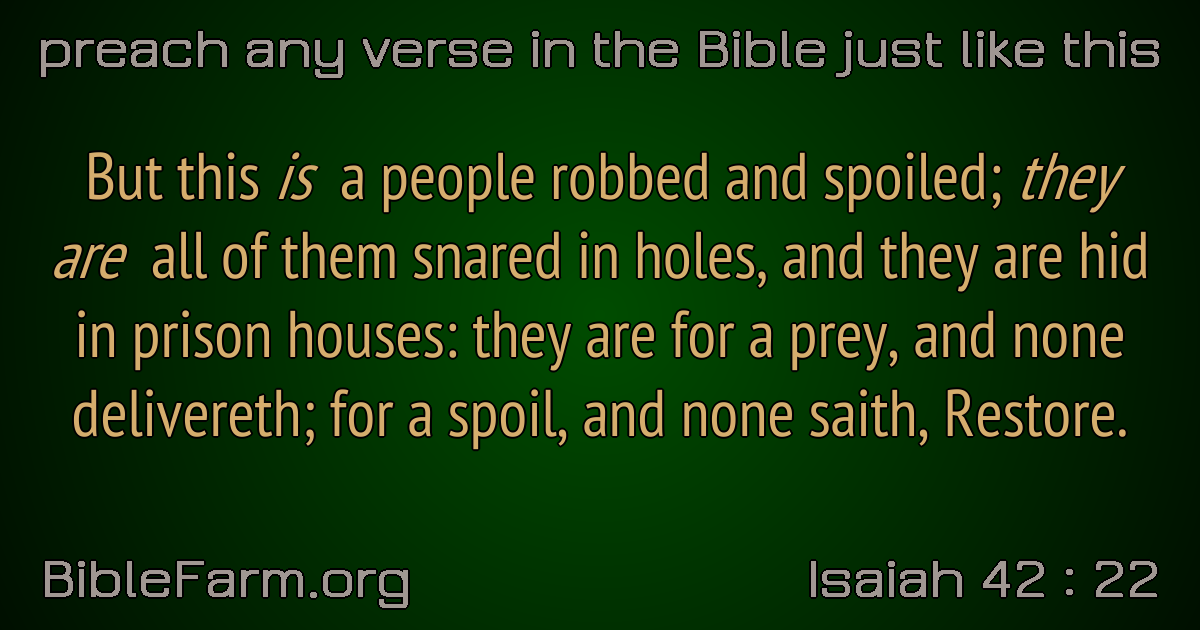 preach any verse in the Bible just like this
But this is a people robbed and spoiled; they
are all of them snared in holes, and they are hid
in prison houses: they are for a prey, and none
delivereth; for a spoil, and none saith, Restore.
BibleFarm.org
Isaiah 42 : 22